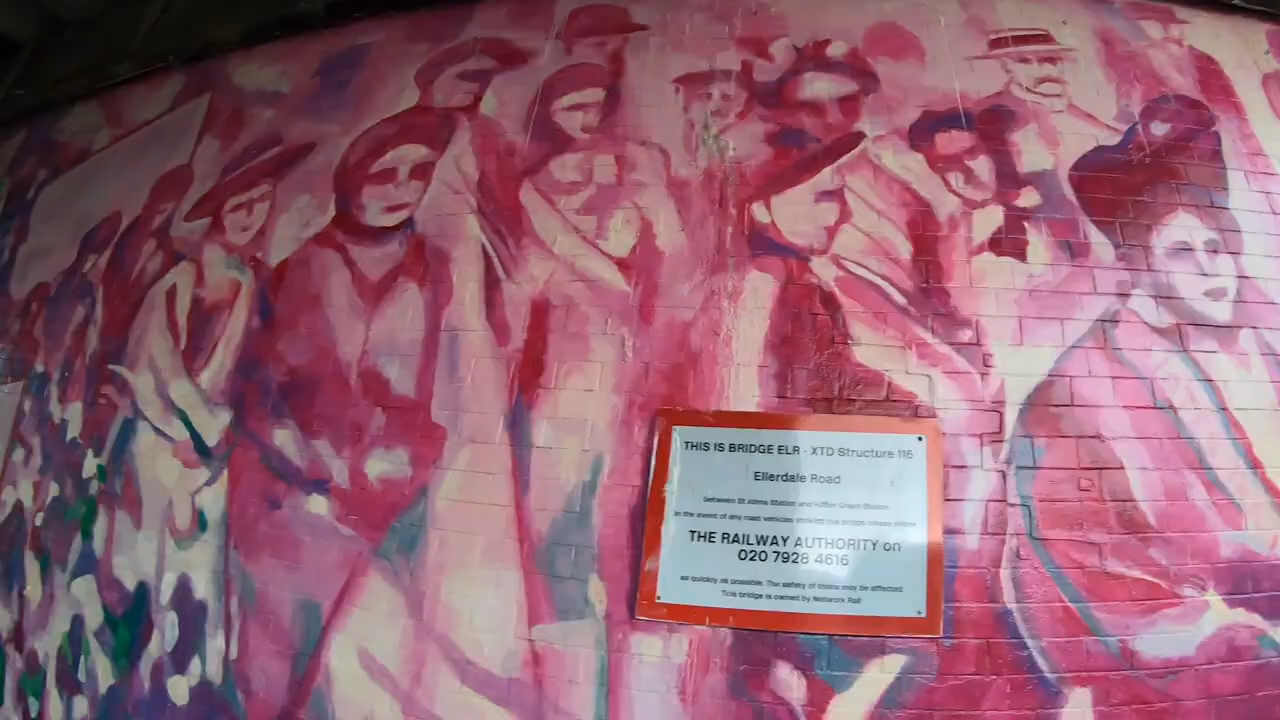 THIS IS BRIDGE ELR - XTD Structure 116
Ellerdale Road
between St Johns Station and Hither Green Station
in the event of any road vehicles striking this bridge please
THE RAILWAY AUTHORITY on
020 7928 4616
as quickly as possible. The safety of trains may be affected
This bridge is owned by Network Rail